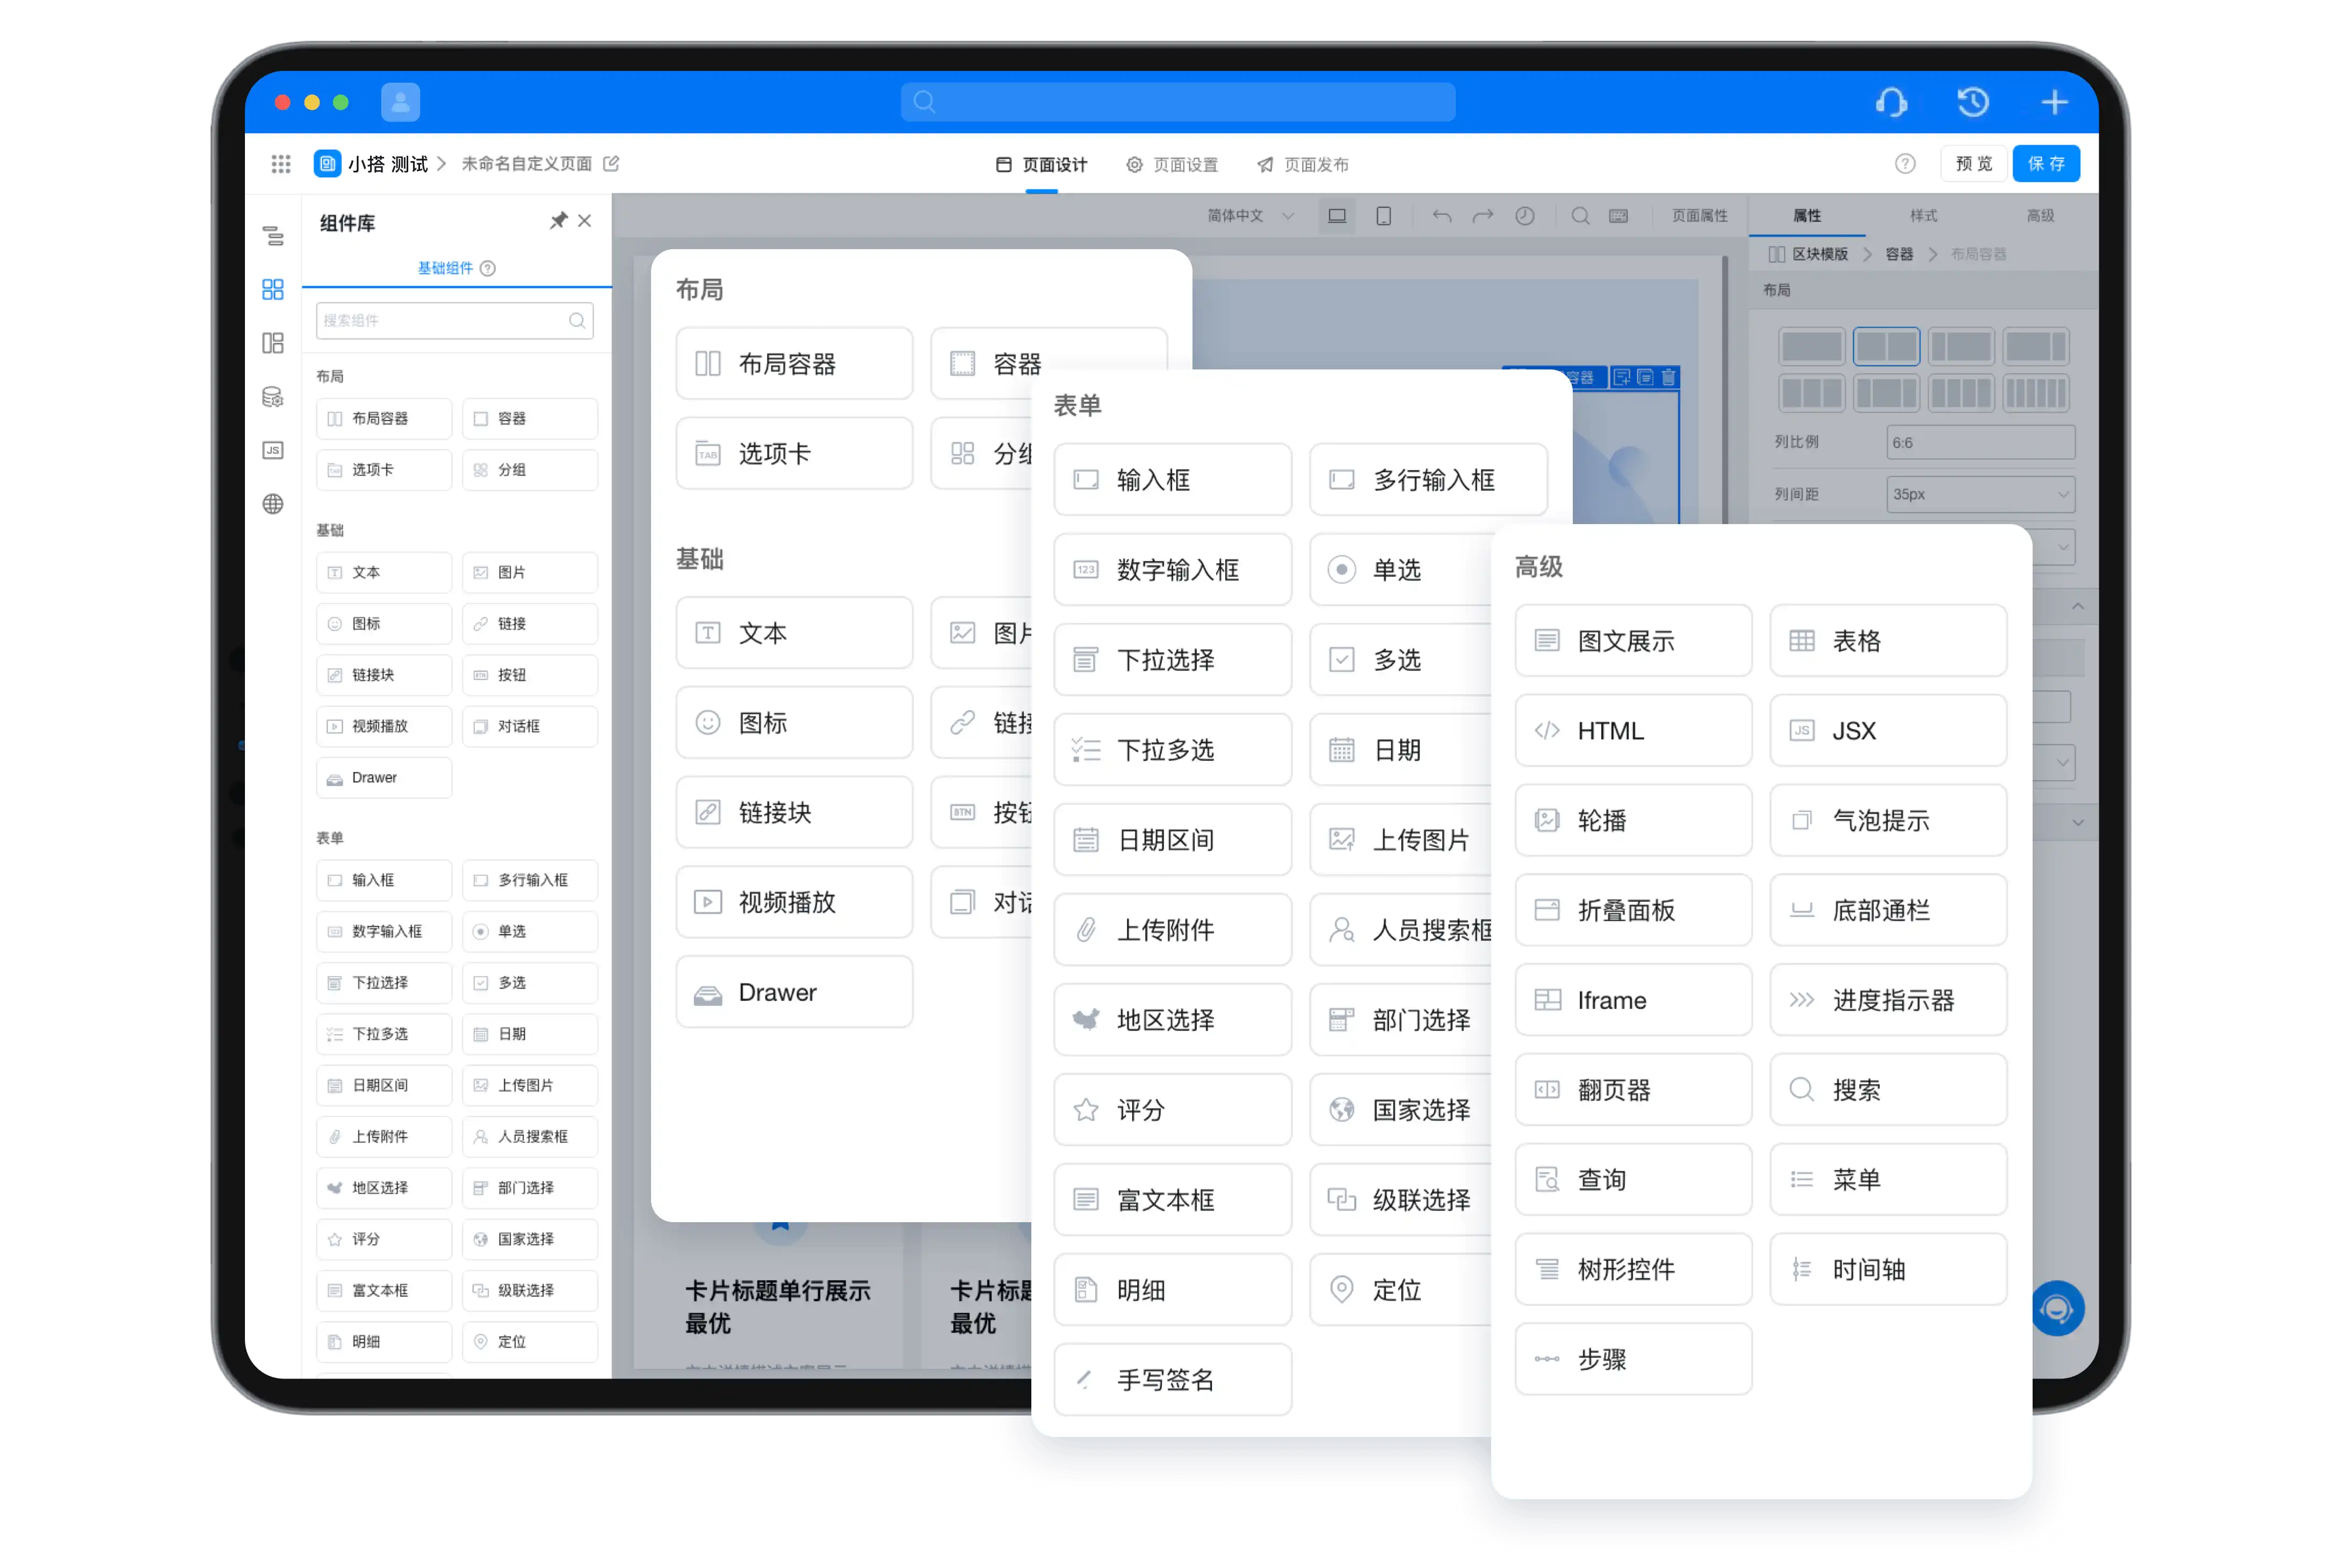 小搭 测试
未命名自定义页面
页面设计
页面设置
页面发布
预览
保存
组件库
基础组件
搜索组件
布局
布局容器
容器
选项卡
分组
基础
文本
图片
图标
链接
链接块
按钮
视频播放
对话框
Drawer
表单
输入框
多行输入框
数字输入框
单选
下拉选择
多选
下拉多选
日期
日期区间
上传图片
上传附件
人员搜索框
地区选择
部门选择
评分
国家选择
富文本框
级联选择
明细
定位
简体中文
页面属性
属性
样式
高级
区块模版
容器
布局容器
布局
列比例
6:6
列间距
35px
容器
布局
布局容器
容器
选项卡
TAB
分组
基础
文本
图片
图标
链接
链接块
BTN
按钮
视频播放
对话
Drawer
卡片标题单行展示
最优
卡片标题
最优
表单
输入框
多行输入框
123
数字输入框
单选
下拉选择
多选
下拉多选
日期
日期区间
上传图片
上传附件
人员搜索框
地区选择
部门选择
评分
国家选择
富文本框
级联选择
明细
定位
手写签名
高级
图文展示
表格
HTML
JS
JSX
轮播
气泡提示
折叠面板
底部通栏
Iframe
进度指示器
翻页器
搜索
查询
菜单
树形控件
时间轴
步骤